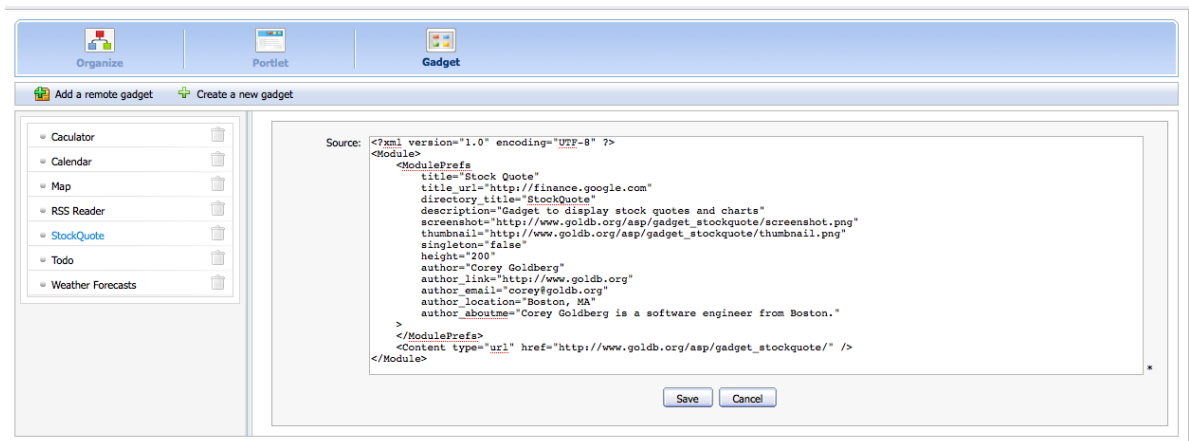 Organize Portlet Gadget
Add a remote gadget Create a new gadget
Caculator
Calendar
Map
RSS Reader
StockQuote
Todo
Weather Forecasts
Source:
<?xml version="1.0" encoding="UTF-8" ?>
<Module>
<ModulePrefs
title="Stock Quote"
title_url="http://finance.google.com"
directory_title="StockQuote"
description="Gadget to display stock quotes and charts"
screenshot="http://www.goldb.org/asp/gadget_stockquote/screenshot.png"
thumbnail="http://www.goldb.org/asp/gadget_stockquote/thumbnail.png"
singleton="false"
height="200"
author="Corey Goldberg"
author_link="http://www.goldb.org"
author_email="corey@goldb.org"
author_location="Boston, MA"
author_aboutme="Corey Goldberg is a software engineer from Boston."
>
</ModulePrefs>
<Content type="url" href="http://www.goldb.org/asp/gadget_stockquote/" />
</Module>
*
Save Cancel